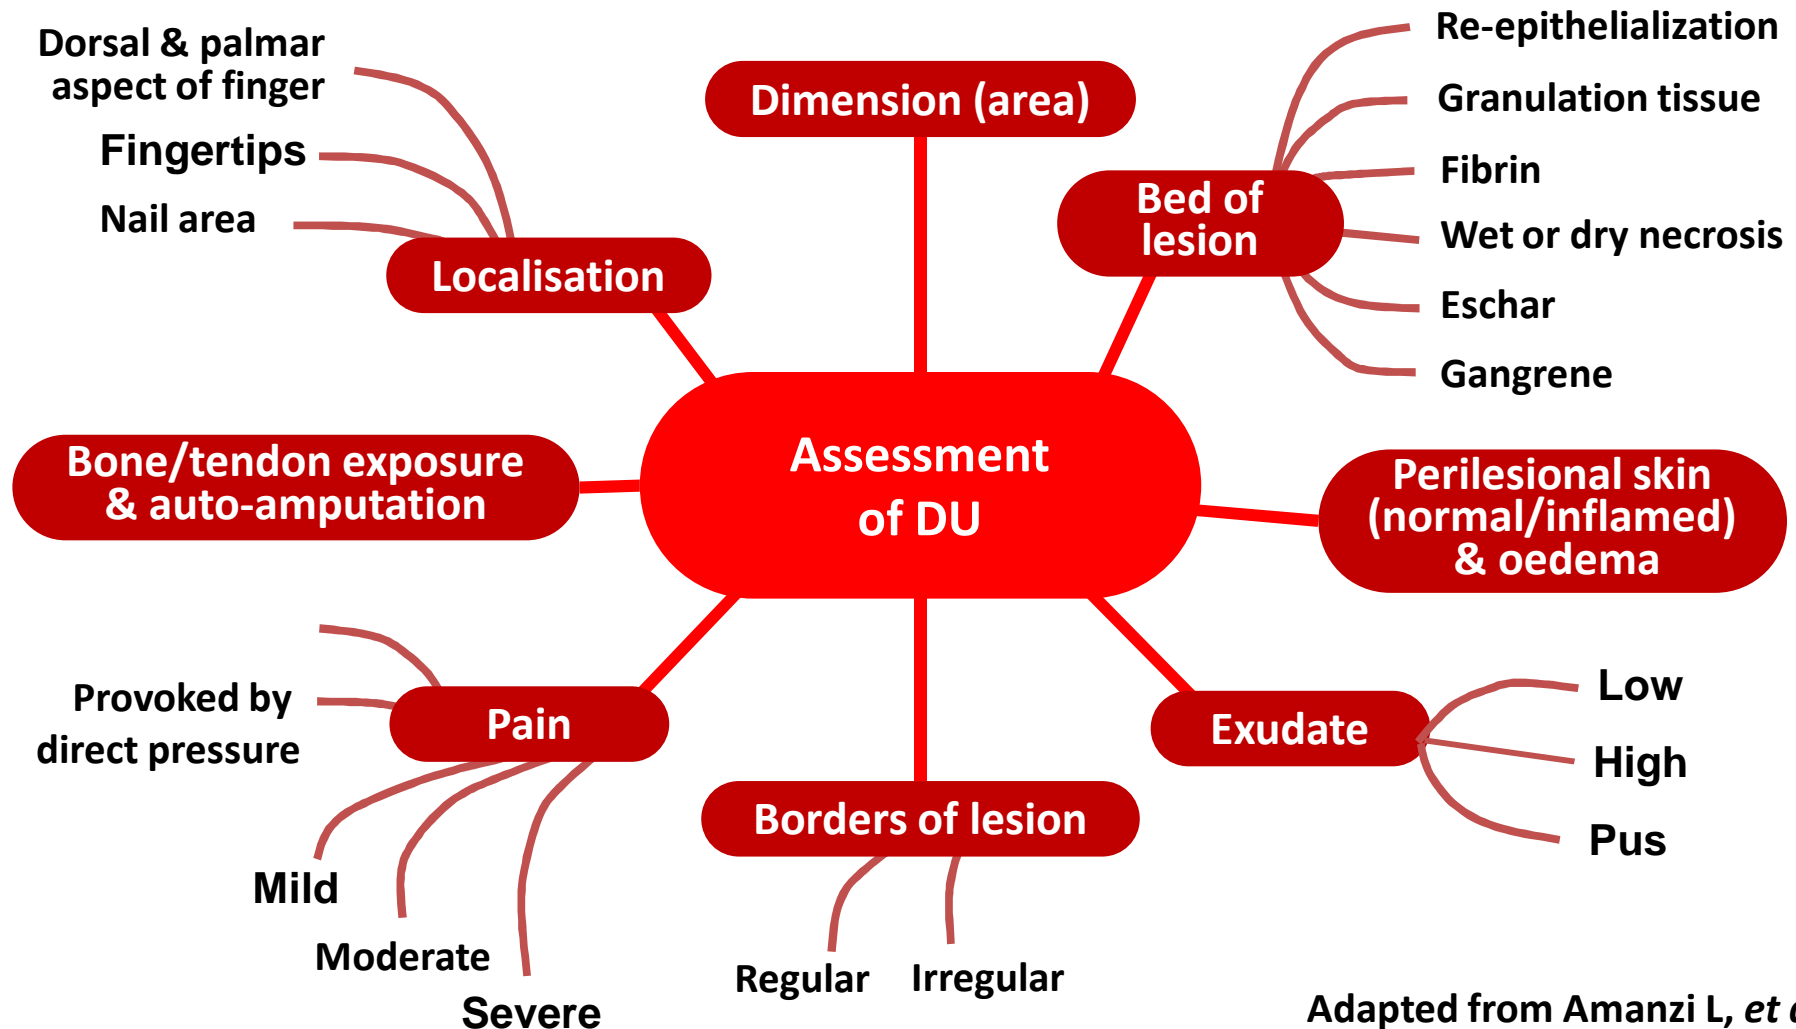 Dorsal & palmar
aspect of finger
Fingertips
Nail area
Localisation
Dimension (area)
Bed of
lesion
Re-epithelialization
Granulation tissue
Fibrin
Wet or dry necrosis
Eschar
Gangrene
Bone/tendon exposure
& auto-amputation
Assessment
of DU
Perilesional skin
(normal/inflamed)
& oedema
Provoked by
direct pressure
Pain
Mild
Moderate
Severe
Borders of lesion
Regular
Irregular
Exudate
Low
High
Pus
Adapted from Amanzi L, et